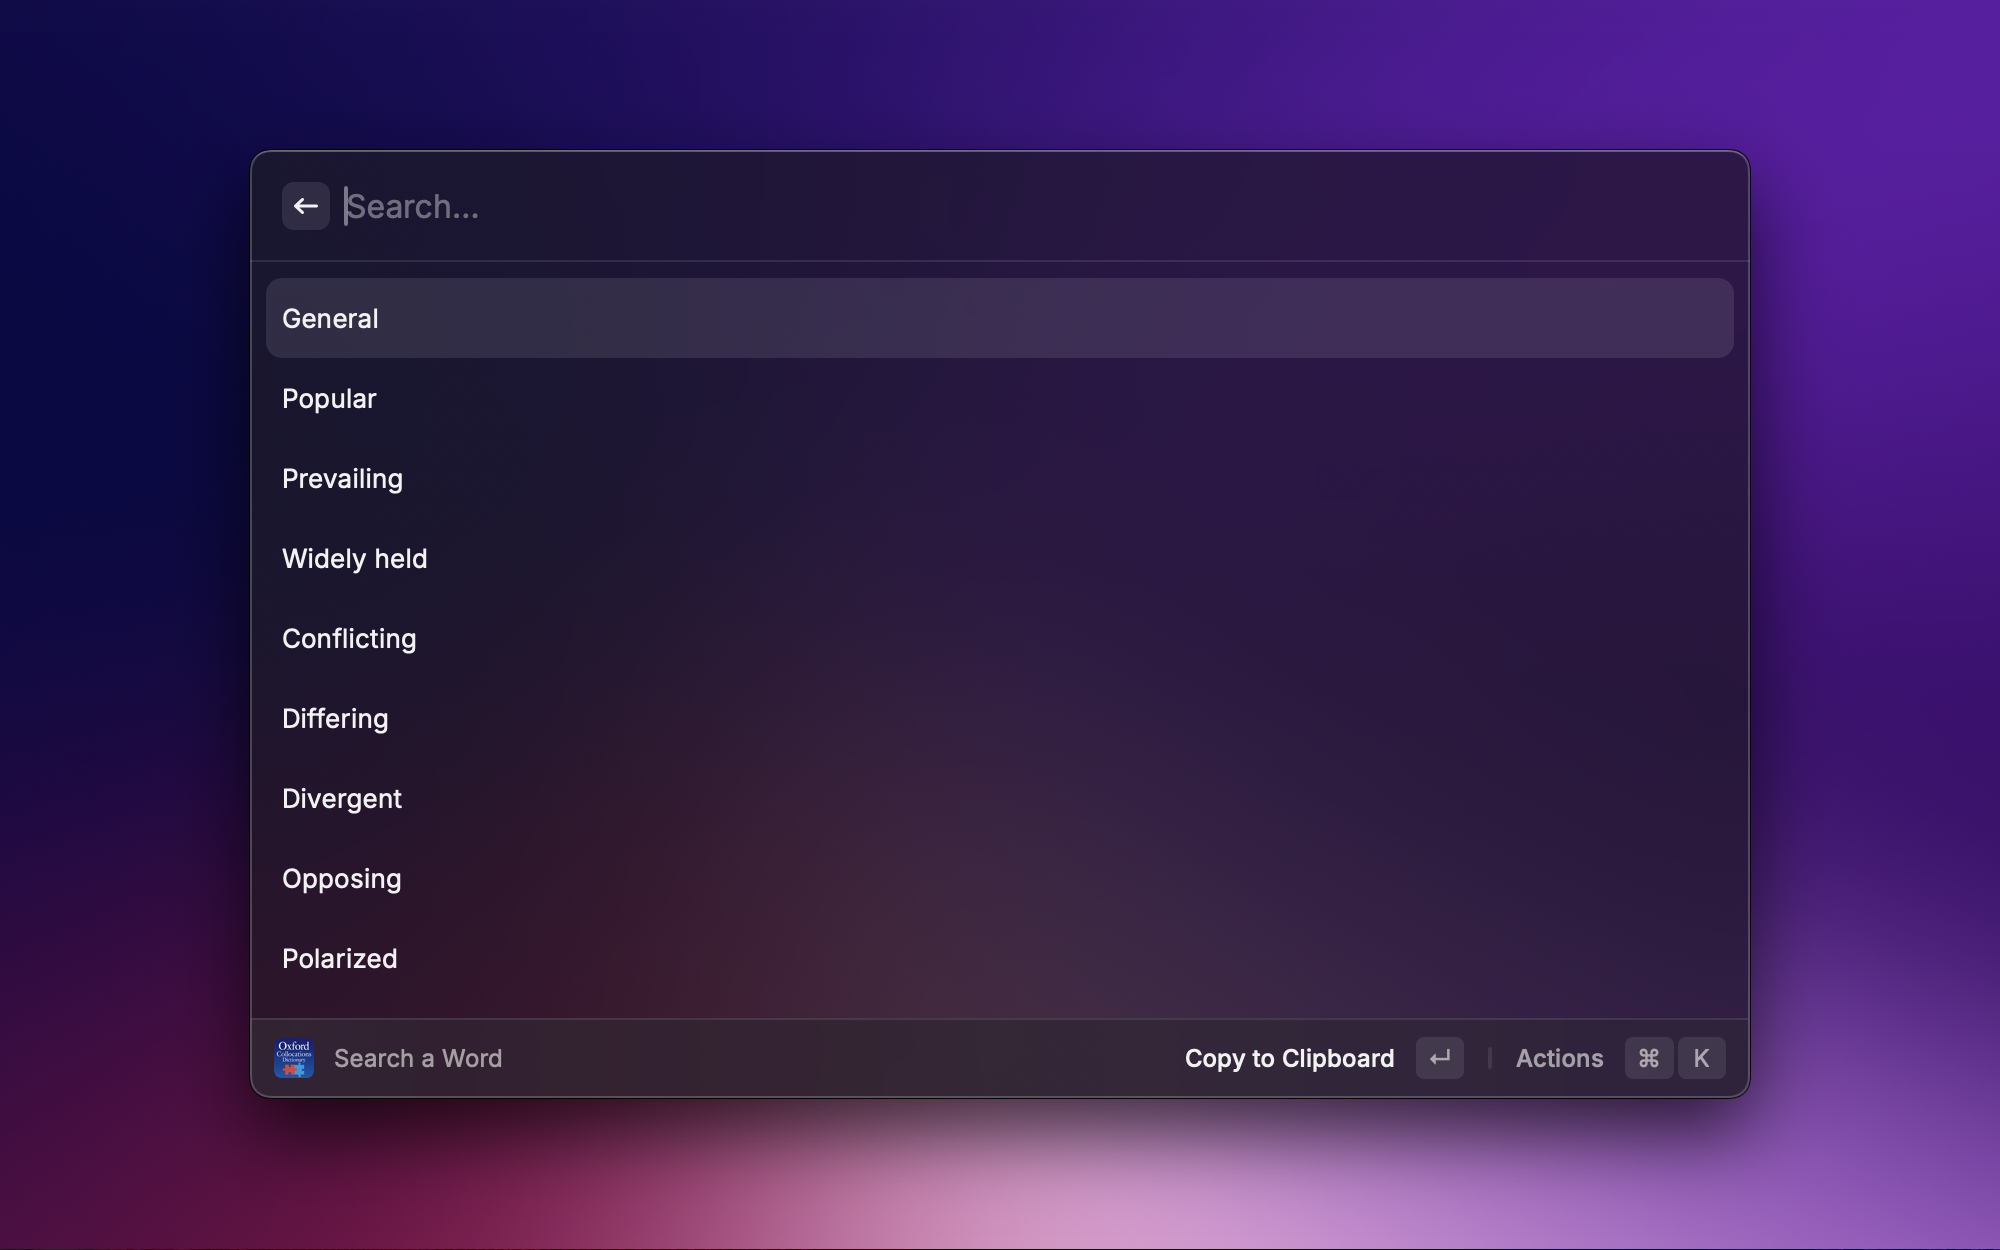 Search...
General
Popular
Prevailing
Widely held
Conflicting
Differing
Divergent
Opposing
Polarized
Oxford
Collocations
Dictionary
Search a Word
Copy to Clipboard ↵ Actions ⌘ K